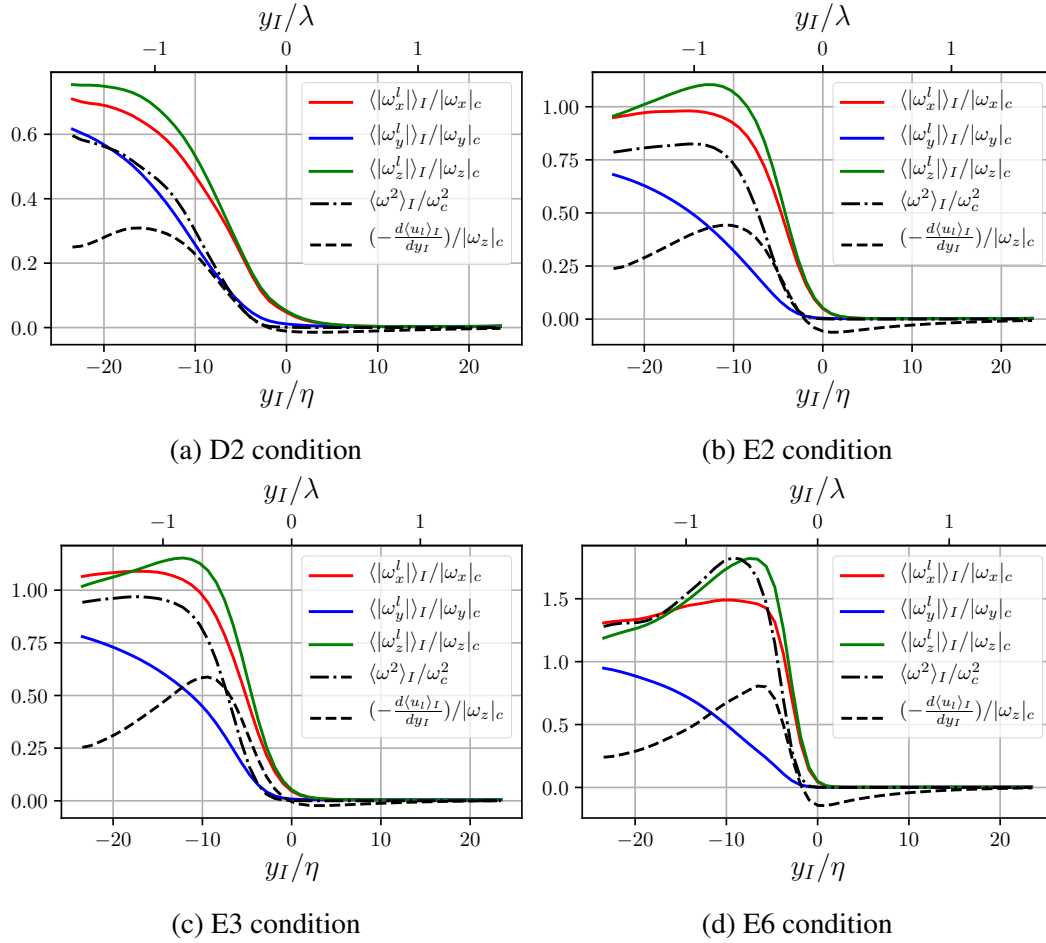 y_I/λ
−1 0 1
0.6
0.4
0.2
0.0
⟨|ω_x^l|⟩_I/|ω_x|_c
⟨|ω_y^l|⟩_I/|ω_y|_c
⟨|ω_z^l|⟩_I/|ω_z|_c
⟨ω^2⟩_I/ω_c^2
(−d⟨u_l⟩_I/dy_I)/|ω_z|_c
−20 −10 0 10 20
y_I/η
(a) D2 condition
y_I/λ
−1 0 1
1.00
0.75
0.50
0.25
0.00
⟨|ω_x^l|⟩_I/|ω_x|_c
⟨|ω_y^l|⟩_I/|ω_y|_c
⟨|ω_z^l|⟩_I/|ω_z|_c
⟨ω^2⟩_I/ω_c^2
(−d⟨u_l⟩_I/dy_I)/|ω_z|_c
−20 −10 0 10 20
y_I/η
(b) E2 condition
y_I/λ
−1 0 1
1.00
0.75
0.50
0.25
0.00
⟨|ω_x^l|⟩_I/|ω_x|_c
⟨|ω_y^l|⟩_I/|ω_y|_c
⟨|ω_z^l|⟩_I/|ω_z|_c
⟨ω^2⟩_I/ω_c^2
(−d⟨u_l⟩_I/dy_I)/|ω_z|_c
−20 −10 0 10 20
y_I/η
(c) E3 condition
y_I/λ
−1 0 1
1.5
1.0
0.5
0.0
⟨|ω_x^l|⟩_I/|ω_x|_c
⟨|ω_y^l|⟩_I/|ω_y|_c
⟨|ω_z^l|⟩_I/|ω_z|_c
⟨ω^2⟩_I/ω_c^2
(−d⟨u_l⟩_I/dy_I)/|ω_z|_c
−20 −10 0 10 20
y_I/η
(d) E6 condition